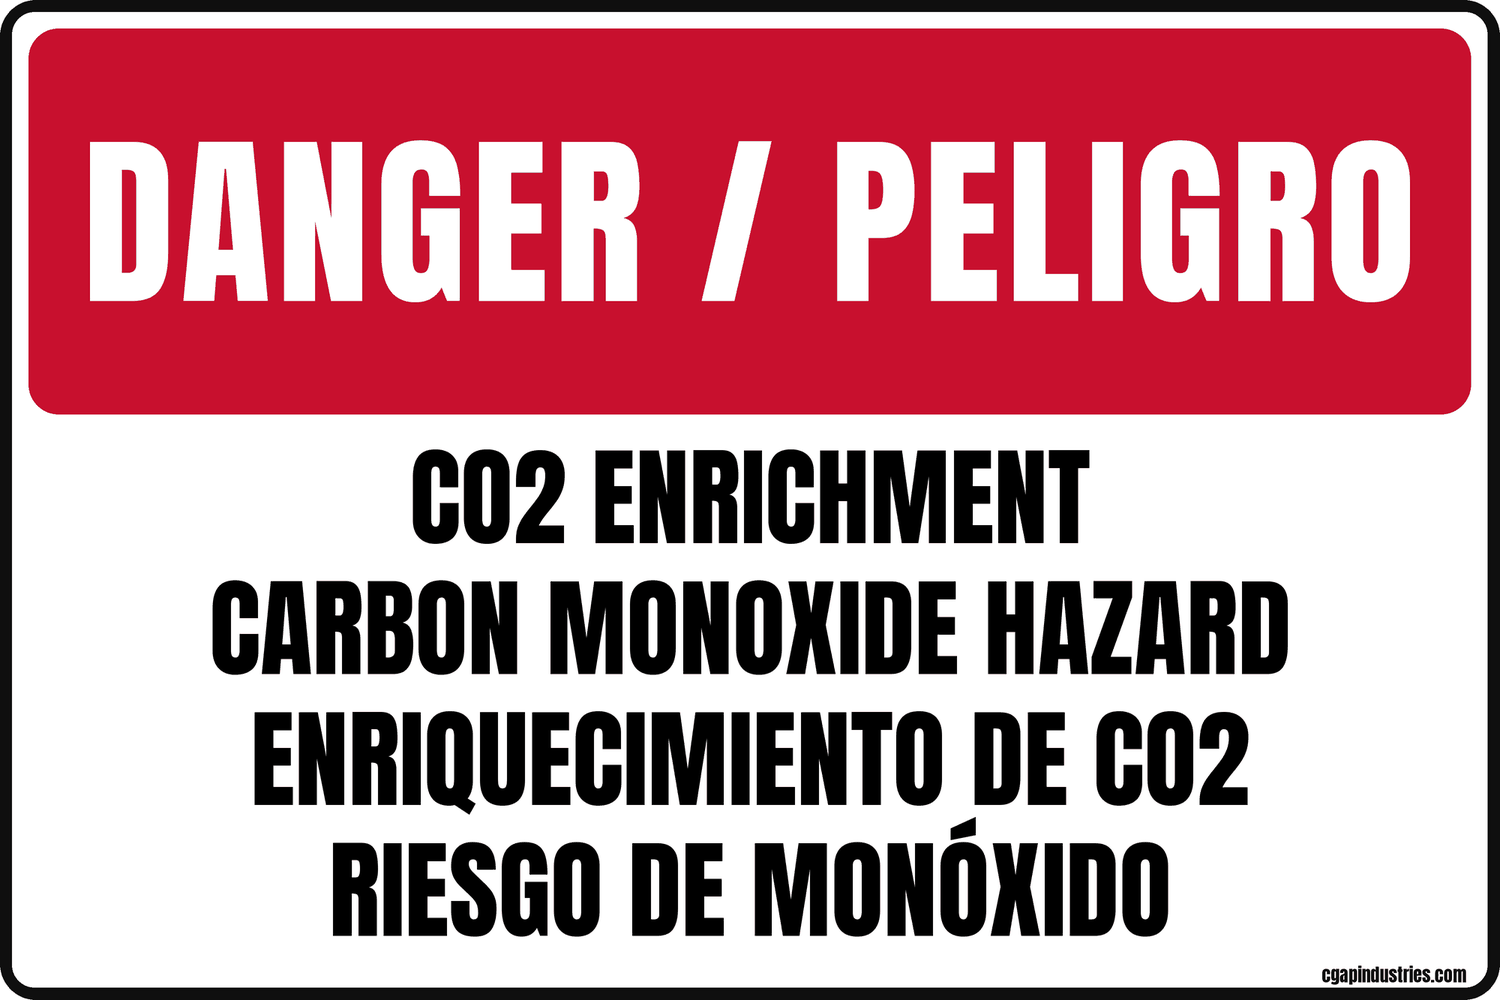 DANGER / PELIGRO
CO2 ENRICHMENT
CARBON MONOXIDE HAZARD
ENRIQUECIMIENTO DE CO2
RIESGO DE MONÓXIDO
cgapindustries.com